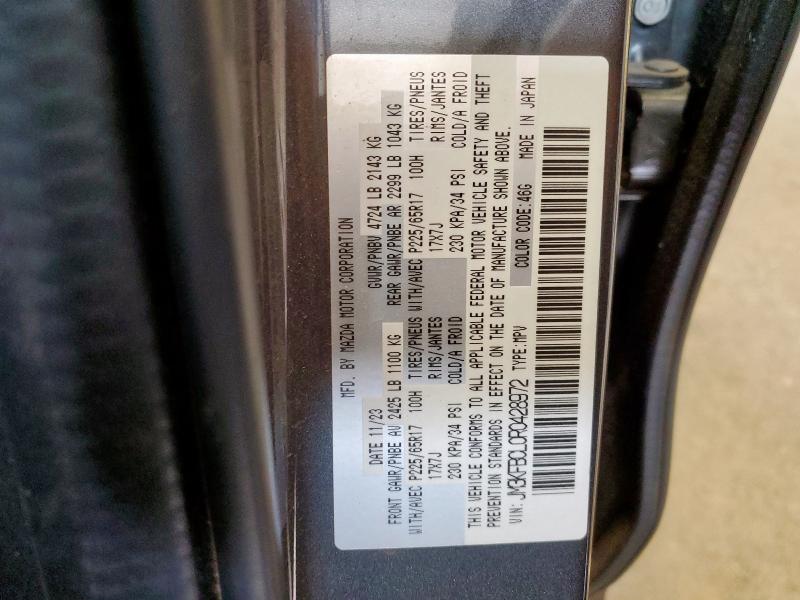 MFD. BY MAZDA MOTOR CORPORATION
DATE 11/23 GVWR/PNBV 4724 LB 2143 KG
FRONT GAWR/PNBE AV 2425 LB 1100 KG REAR GAWR/PNBE AR 2299 LB 1043 KG
WITH/AVEC P225/65R17 100H TIRES/PNEUS WITH/AVEC P225/65R17 100H TIRES/PNEUS
17X7J RIMS/JANTES 17X7J RIMS/JANTES
230 KPA/34 PSI COLD/A FROID 230 KPA/34 PSI COLD/A FROID
THIS VEHICLE CONFORMS TO ALL APPLICABLE FEDERAL MOTOR VEHICLE SAFETY AND THEFT
PREVENTION STANDARDS IN EFFECT ON THE DATE OF MANUFACTURE SHOWN ABOVE.
VIN: JM3KFBCL0R0428972 TYPE:MPV COLOR CODE:46G MADE IN JAPAN